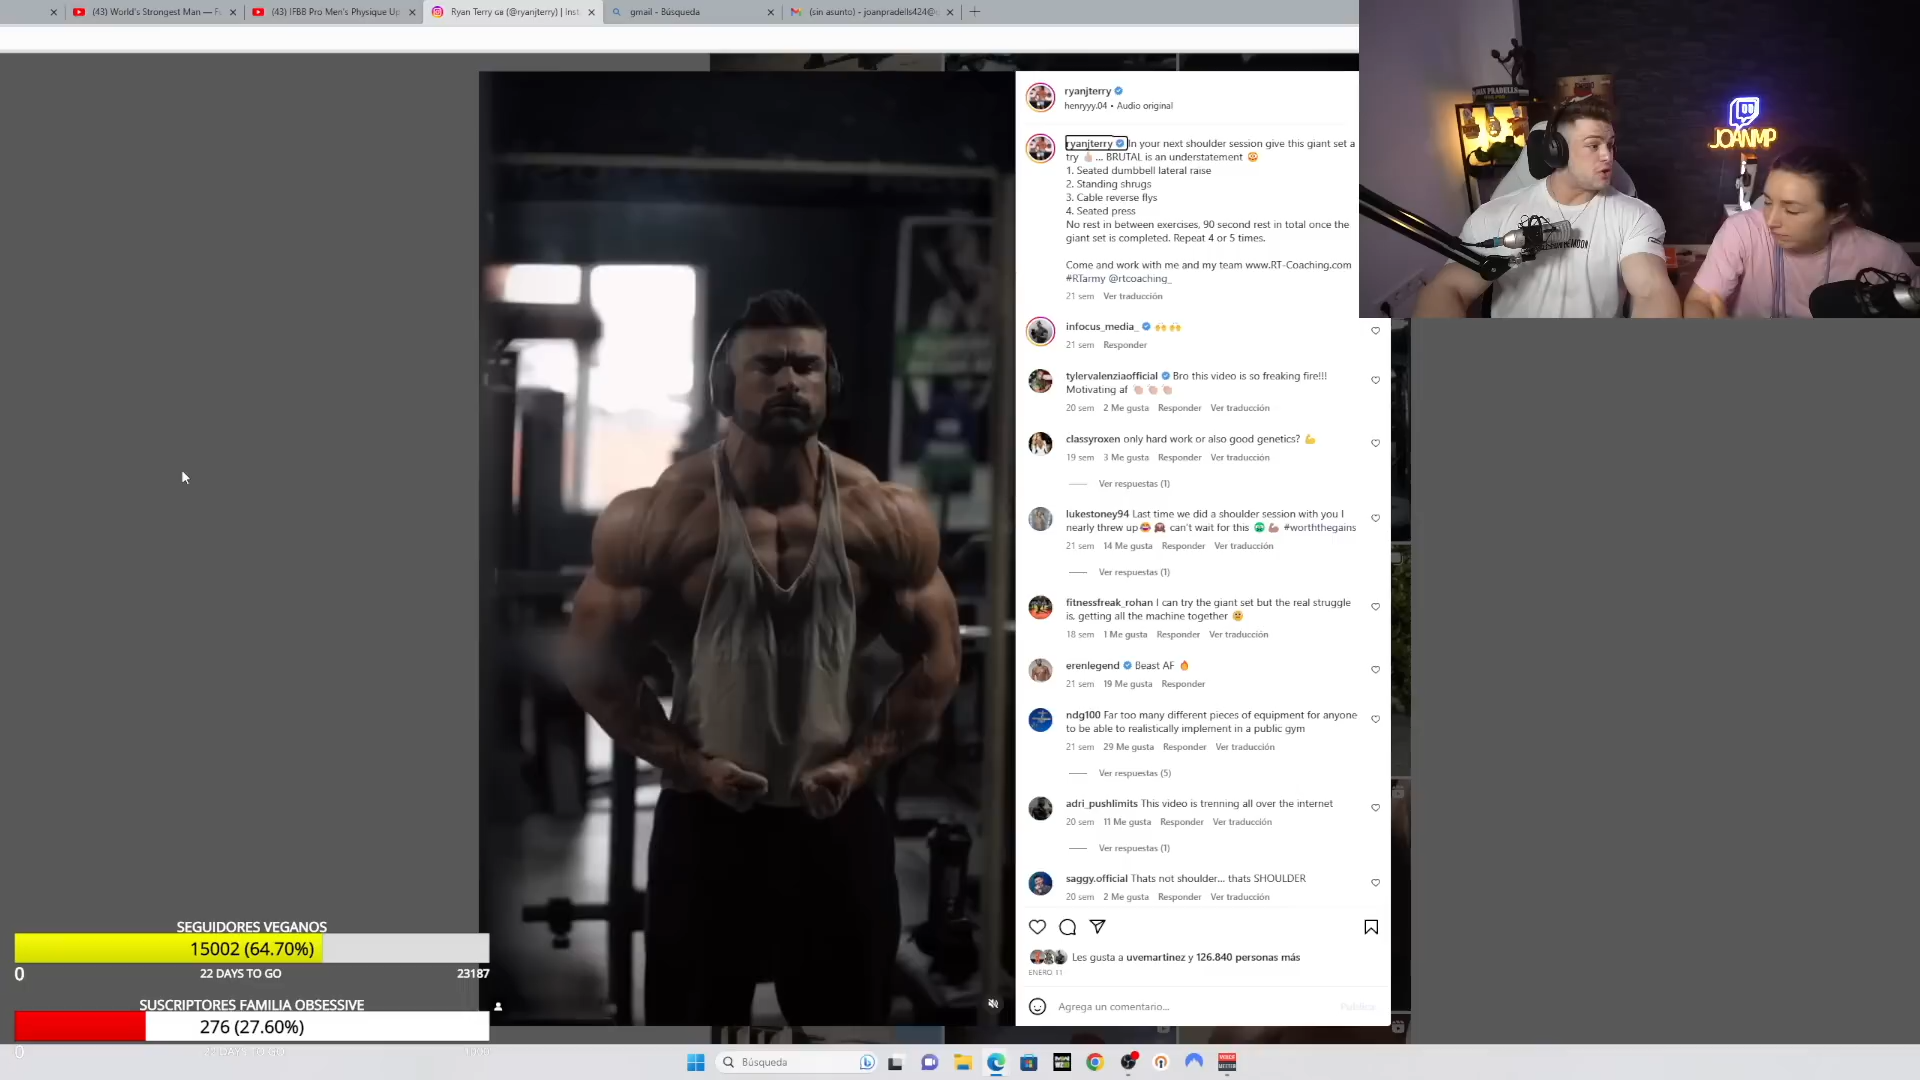 (43) World's Strongest Man — F
(43) IFBB Pro Men's Physique Up
Ryan Terry GB (@ryanjterry) | Inst
gmail - Búsqueda
(sin asunto) - joanpradells424@
ryanjterry
henryyy.04 • Audio original
ryanjterry In your next shoulder session give this giant set a
try 👍🏻... BRUTAL is an understatement 😳
1. Seated dumbbell lateral raise
2. Standing shrugs
3. Cable reverse flys
4. Seated press
No rest in between exercises, 90 second rest in total once the
giant set is completed. Repeat 4 or 5 times.
Come and work with me and my team www.RT-Coaching.com
#RTarmy @rtcoaching_
21 sem Ver traducción
infocus_media_ 🙌 🙌
21 sem Responder
tylervalenziaofficial Bro this video is so freaking fire!!!
Motivating af 👏🏼 👏🏼 👏🏼
20 sem 2 Me gusta Responder Ver traducción
classyroxen only hard work or also good genetics? 💪
19 sem 3 Me gusta Responder Ver traducción
Ver respuestas (1)
lukestoney94 Last time we did a shoulder session with you I
nearly threw up😂 🙈 can't wait for this 🤢 💪🏽 #worththegains
21 sem 14 Me gusta Responder Ver traducción
Ver respuestas (1)
fitnessfreak_rohan I can try the giant set but the real struggle
is, getting all the machine together
18 sem 1 Me gusta Responder Ver traducción
erenlegend Beast AF 🔥
21 sem 19 Me gusta Responder
ndg100 Far too many different pieces of equipment for anyone
to be able to realistically implement in a public gym
21 sem 29 Me gusta Responder Ver traducción
Ver respuestas (5)
adri_pushlimits This video is trenning all over the internet
20 sem 11 Me gusta Responder Ver traducción
Ver respuestas (1)
saggy.official Thats not shoulder... thats SHOULDER
20 sem 2 Me gusta Responder Ver traducción
Les gusta a uvemartinez y 126.840 personas más
ENERO 11
Agrega un comentario...
Publica
JOANMP
SEGUIDORES VEGANOS
15002 (64.70%)
0 22 DAYS TO GO 23187
SUSCRIPTORES FAMILIA OBSESSIVE
276 (27.60%)
0 22 DAYS TO GO 1000
Búsqueda